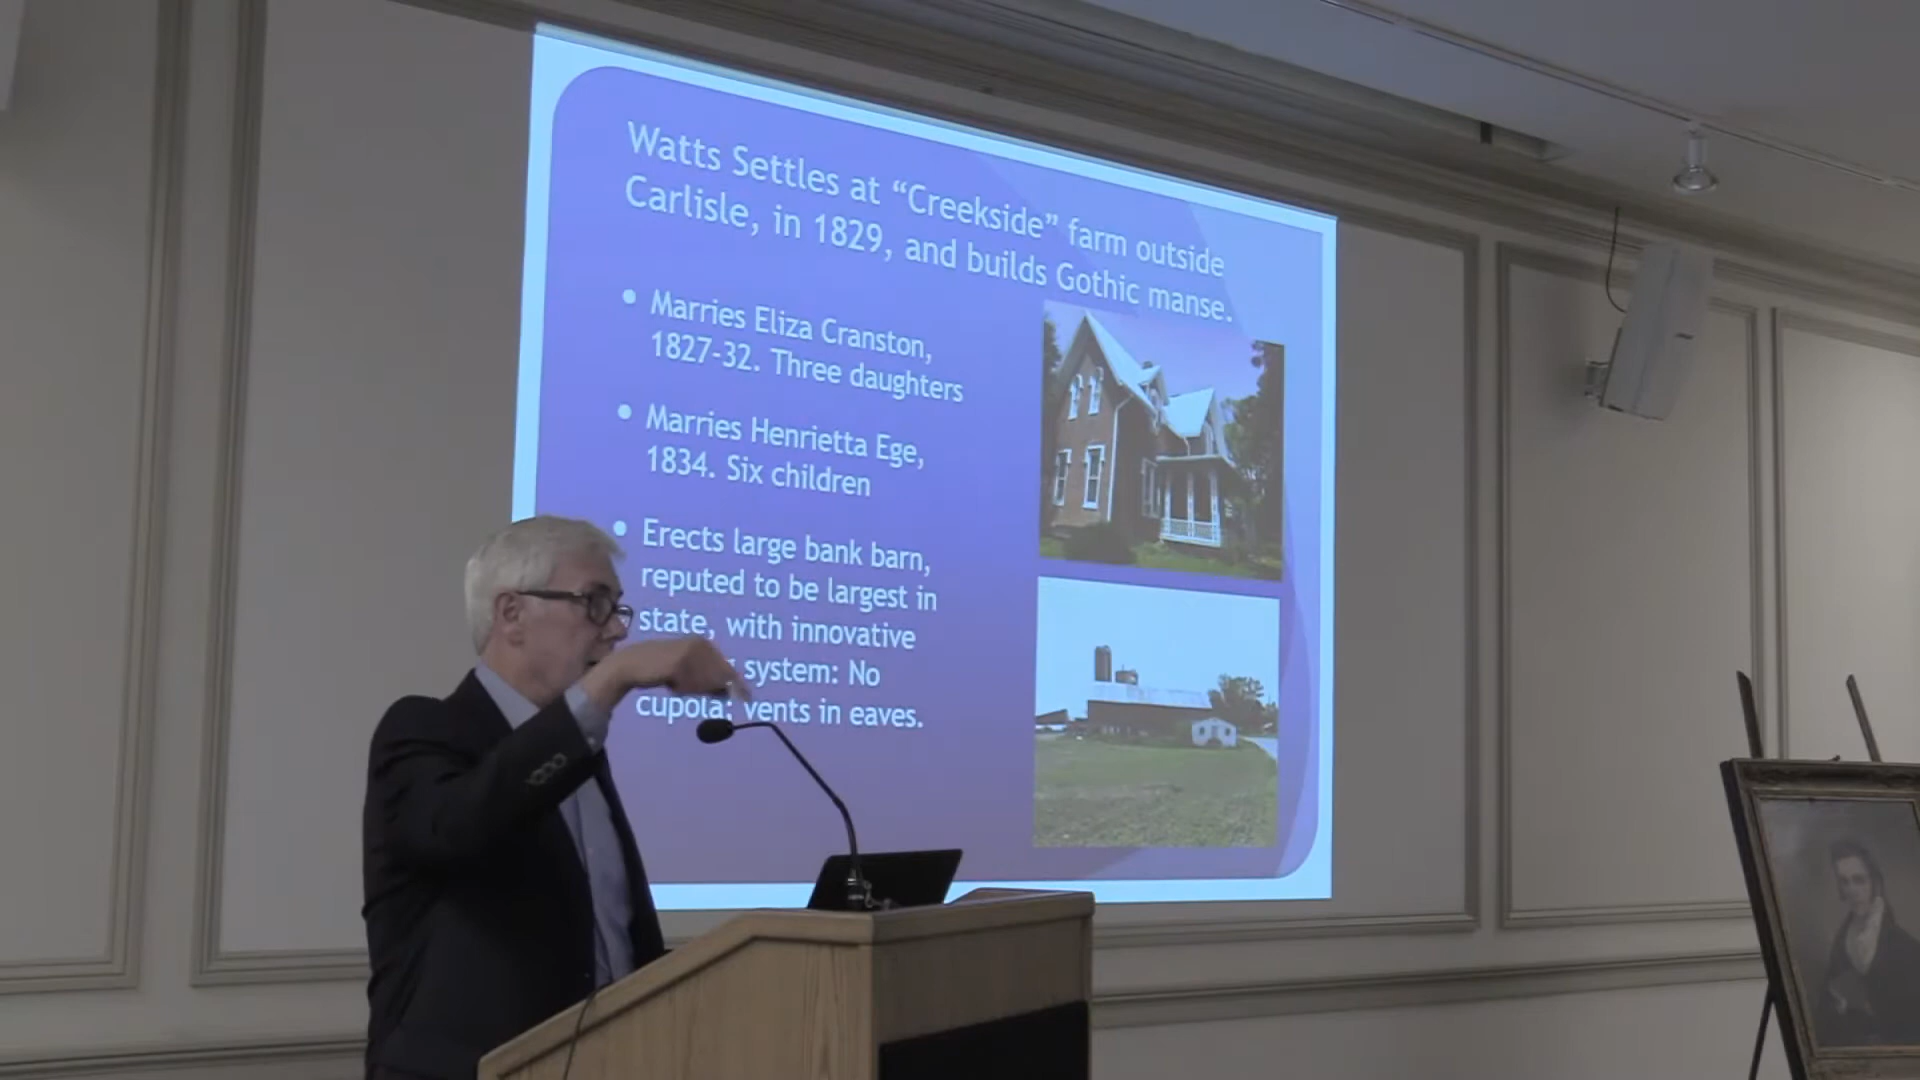 Watts Settles at “Creekside” farm outside
Carlisle, in 1829, and builds Gothic manse.
• Marries Eliza Cranston,
1827-32. Three daughters
• Marries Henrietta Ege,
1834. Six children
• Erects large bank barn,
reputed to be largest in
state, with innovative
system: No
cupola; vents in eaves.